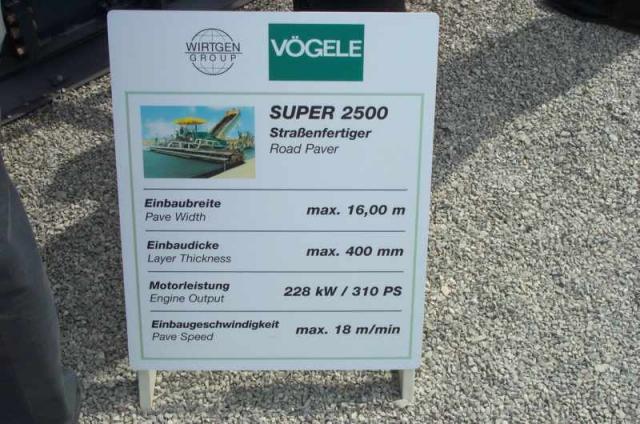 WIRTGEN
GROUP
VÖGELE
SUPER 2500
Straßenfertiger
Road Paver
Einbaubreite
Pave Width
max. 16,00 m
Einbaudicke
Layer Thickness
max. 400 mm
Motorleistung
Engine Output
228 kW / 310 PS
Einbaugeschwindigkeit
Pave Speed
max. 18 m/min